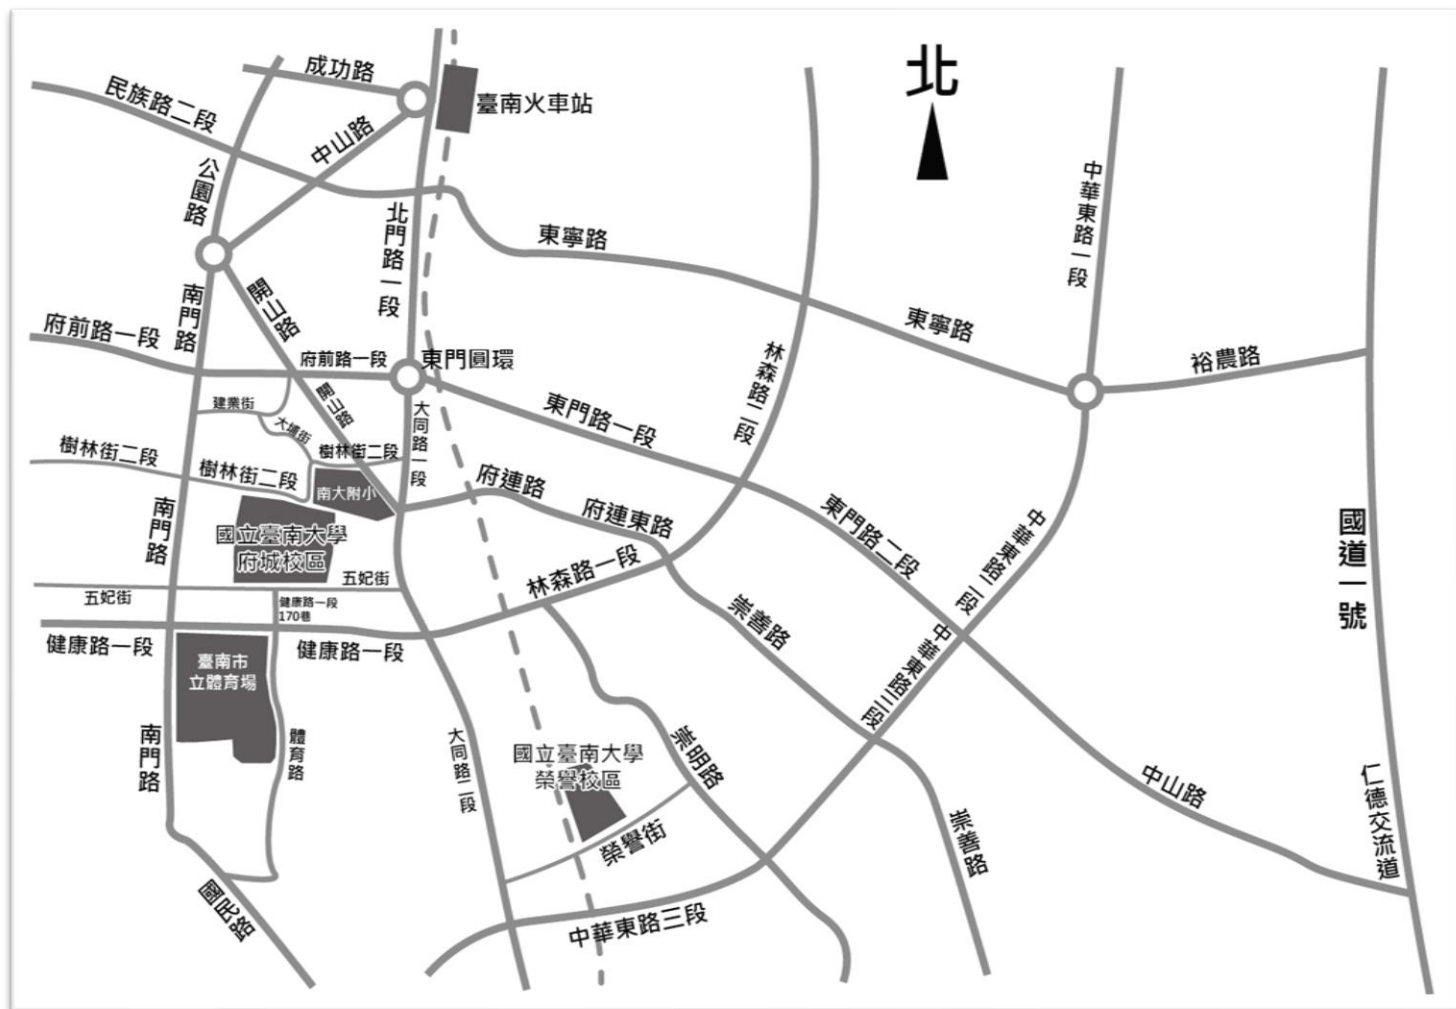 北
成功路
民族路二段
臺南火車站
中山路
公園路
中華東路一段
北門路一段
東寧路
南門路
開山路
東寧路
府前路一段
府前路一段
東門圓環
林森路二段
裕農路
建業街
開山路
大同路一段
東門路一段
大埔街
樹林街二段
樹林街二段
樹林街二段
南大附小
府連路
府連東路
東門路二段
中華東路二段
國道一號
南門路
國立臺南大學
府城校區
五妃街
五妃街
林森路一段
健康路一段
170巷
崇善路
健康路一段
健康路一段
中華東路三段
臺南市
立體育場
南門路
體育路
大同路二段
國立臺南大學
榮譽校區
崇明路
中山路
仁德交流道
榮譽街
崇善路
國民路
中華東路三段